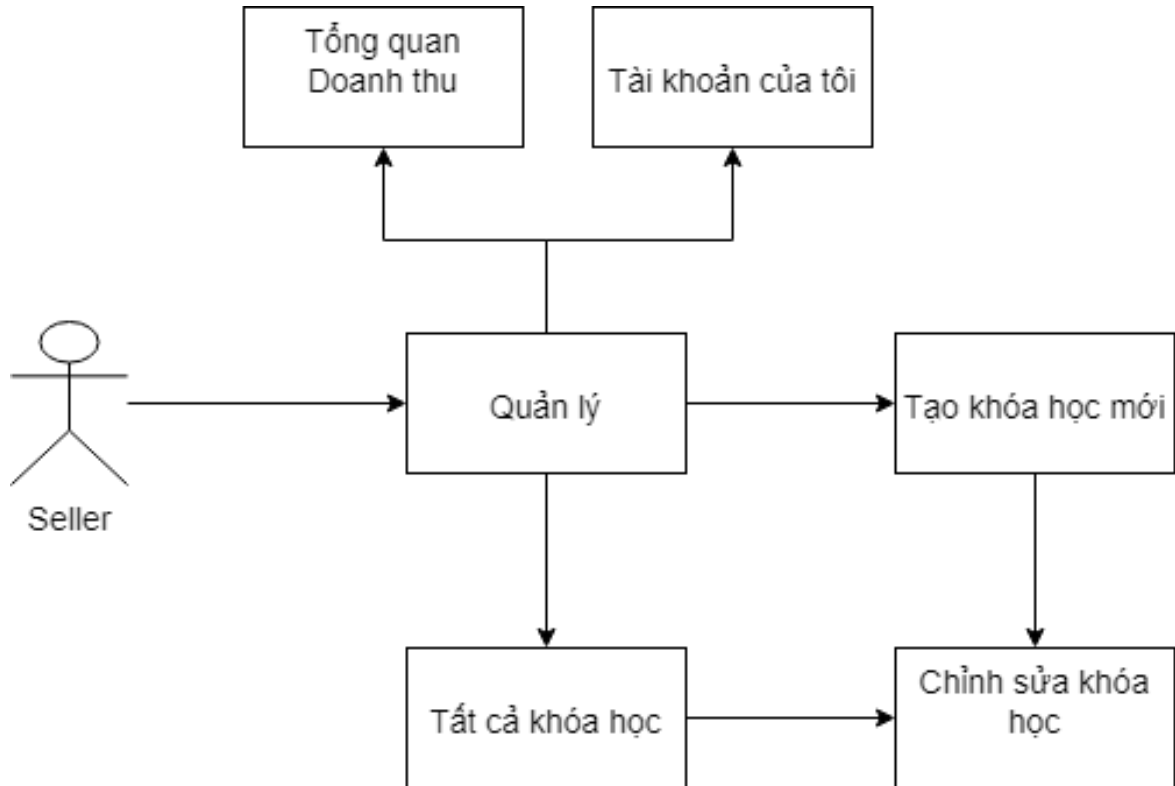 Tổng quan
Doanh thu
Tài khoản của tôi
Quản lý
Tạo khóa học mới
Seller
Tất cả khóa học
Chỉnh sửa khóa
học